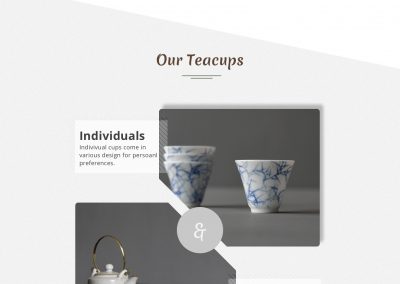 Our Teacups
Individuals
Indivivual cups come in
various design for persoanl
preferences.
&